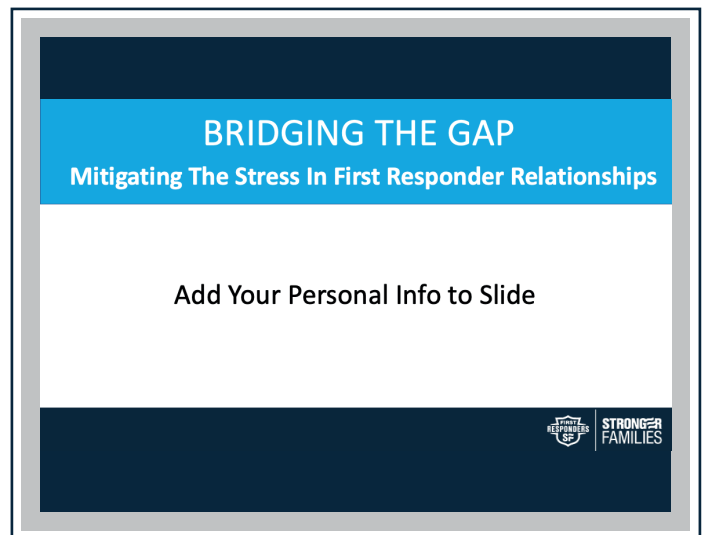 BRIDGING THE GAP
Mitigating The Stress In First Responder Relationships
Add Your Personal Info to Slide
FIRST
RESPONDERS
SF
STRONGER
FAMILIES